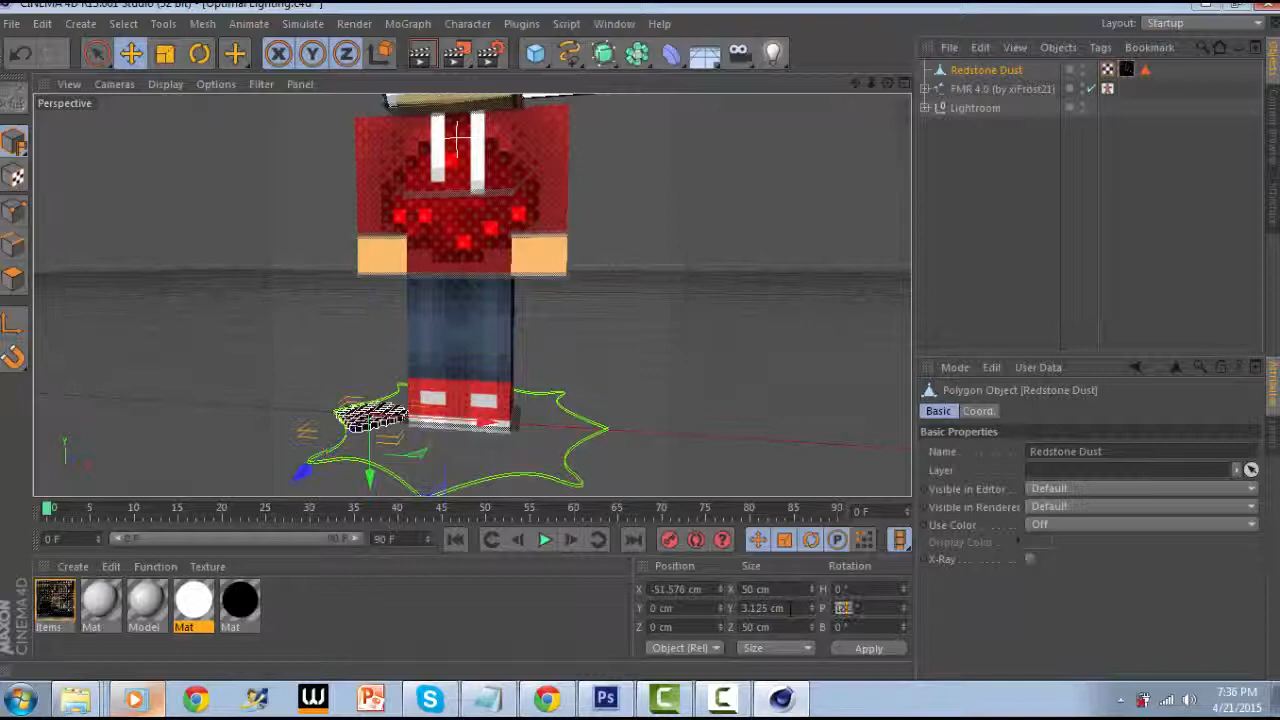 CINEMA 4D R13.061 Studio (32 Bit) - [Optimal Lighting.c4d *]
File Edit Create Select Tools Mesh Animate Simulate Render MoGraph Character Plugins Script Window Help Layout: Startup
X Y Z
View Cameras Display Options Filter Panel
Perspective
File Edit View Objects Tags Bookmark
Redstone Dust
FMR 4.0 (by xiFrost21)
Lightroom
Objects
Mode Edit User Data
Polygon Object [Redstone Dust]
Basic Coord.
Basic Properties
Name Redstone Dust
Layer
Visible in Editor Default
Visible in Renderer Default
Use Color Off
Display Color
X-Ray
Y
0 5 10 15 20 25 30 35 40 45 50 55 60 65 70 75 80 85 90 0 F
0 F 0 F 90 F 90 F
Create Edit Function Texture
Items Mat Model Mat Mat
Position Size Rotation
X -51.576 cm X 50 cm H 0 °
Y 0 cm Y 3.125 cm P
Z 0 cm Z 50 cm B 0 °
Object (Rel) Size Apply
MAXON CINEMA 4D
7:36 PM
4/21/2015